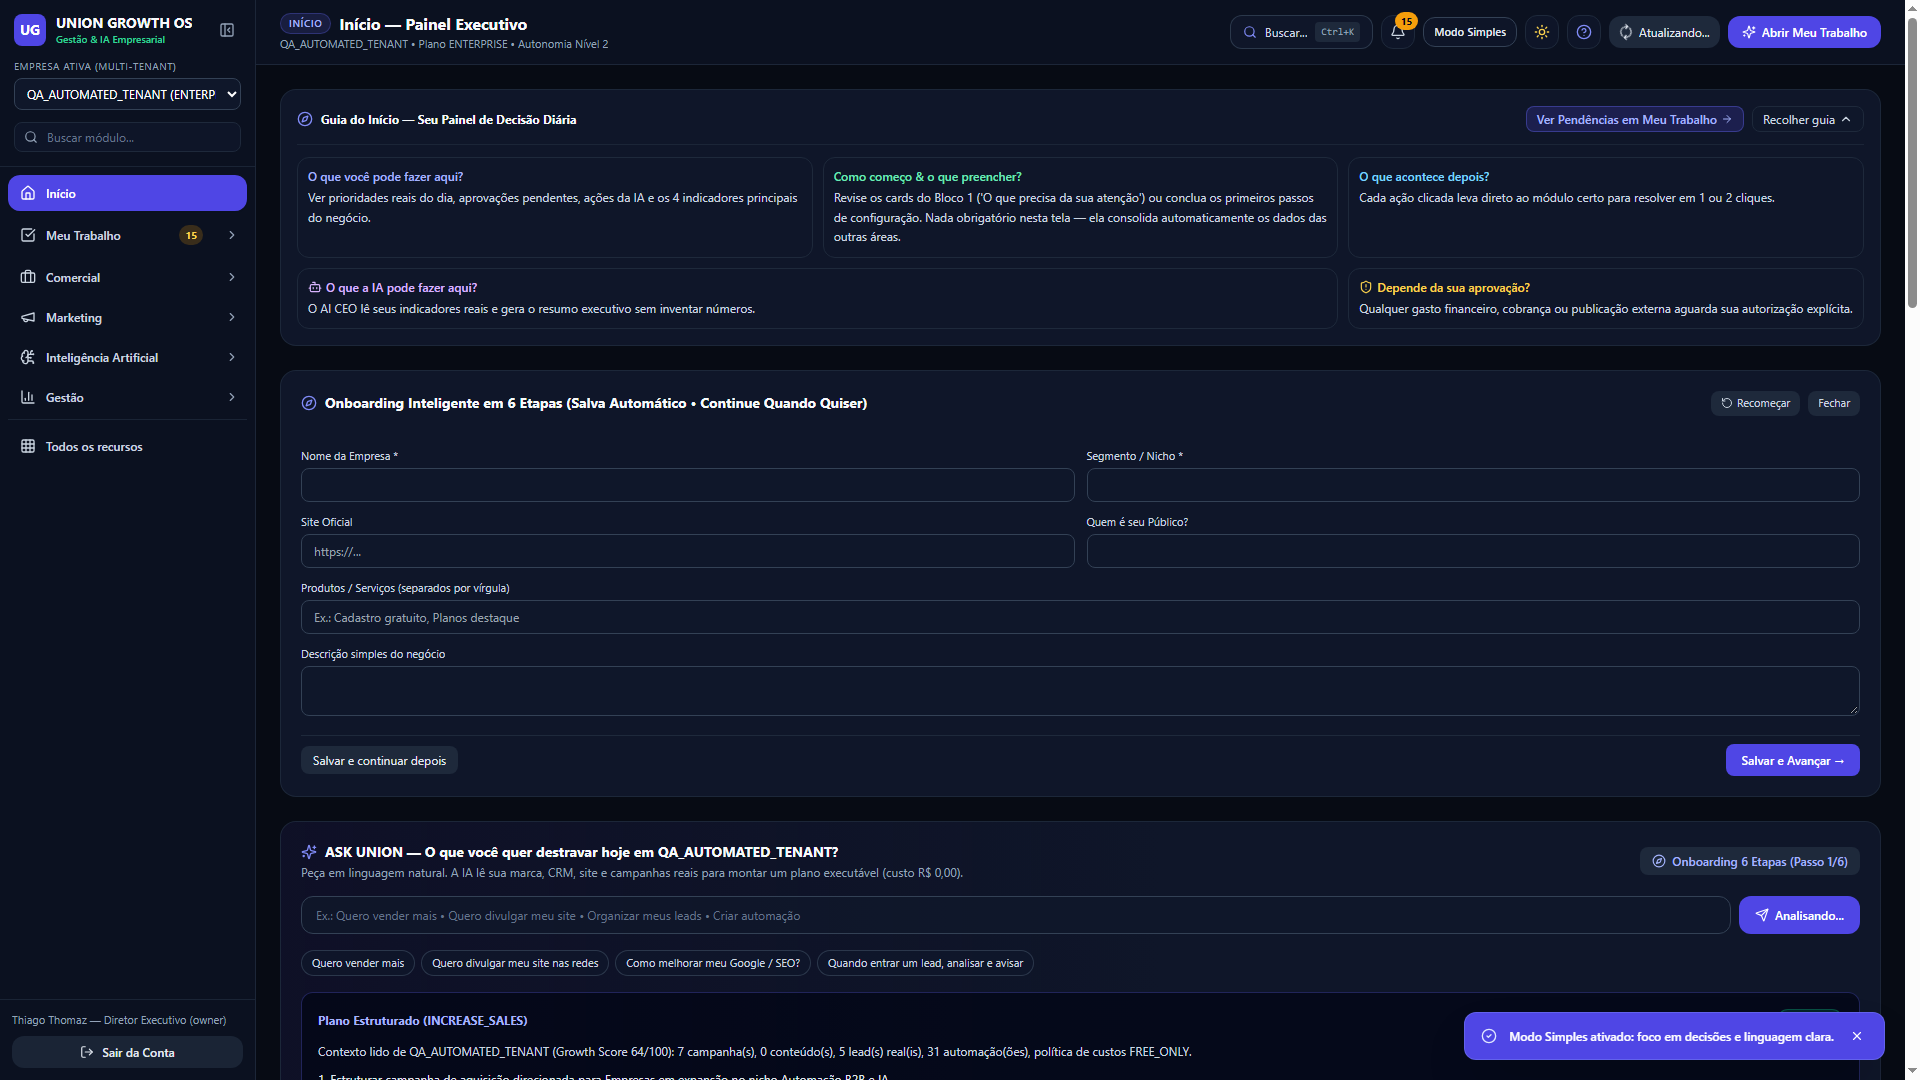 UG
UNION GROWTH OS
Gestão & IA Empresarial
EMPRESA ATIVA (MULTI-TENANT)
QA_AUTOMATED_TENANT (ENTERP
Buscar módulo...
Início
Meu Trabalho
15
Comercial
Marketing
Inteligência Artificial
Gestão
Todos os recursos
Thiago Thomaz — Diretor Executivo (owner)
Sair da Conta
INÍCIO
Início — Painel Executivo
QA_AUTOMATED_TENANT • Plano ENTERPRISE • Autonomia Nível 2
Buscar...
Ctrl+K
15
Modo Simples
Atualizando...
Abrir Meu Trabalho
Guia do Início — Seu Painel de Decisão Diária
Ver Pendências em Meu Trabalho
Recolher guia
O que você pode fazer aqui?
Ver prioridades reais do dia, aprovações pendentes, ações da IA e os 4 indicadores principais
do negócio.
Como começo & o que preencher?
Revise os cards do Bloco 1 ('O que precisa da sua atenção') ou conclua os primeiros passos
de configuração. Nada obrigatório nesta tela — ela consolida automaticamente os dados das
outras áreas.
O que acontece depois?
Cada ação clicada leva direto ao módulo certo para resolver em 1 ou 2 cliques.
O que a IA pode fazer aqui?
O AI CEO lê seus indicadores reais e gera o resumo executivo sem inventar números.
Depende da sua aprovação?
Qualquer gasto financeiro, cobrança ou publicação externa aguarda sua autorização explícita.
Onboarding Inteligente em 6 Etapas (Salva Automático • Continue Quando Quiser)
Recomeçar
Fechar
Nome da Empresa *
Segmento / Nicho *
Site Oficial
Quem é seu Público?
https://...
Produtos / Serviços (separados por vírgula)
Ex.: Cadastro gratuito, Planos destaque
Descrição simples do negócio
Salvar e continuar depois
Salvar e Avançar →
ASK UNION — O que você quer destravar hoje em QA_AUTOMATED_TENANT?
Peça em linguagem natural. A IA lê sua marca, CRM, site e campanhas reais para montar um plano executável (custo R$ 0,00).
Onboarding 6 Etapas (Passo 1/6)
Ex.: Quero vender mais • Quero divulgar meu site • Organizar meus leads • Criar automação
Analisando...
Quero vender mais
Quero divulgar meu site nas redes
Como melhorar meu Google / SEO?
Quando entrar um lead, analisar e avisar
Plano Estruturado (INCREASE_SALES)
Contexto lido de QA_AUTOMATED_TENANT (Growth Score 64/100): 7 campanha(s), 0 conteúdo(s), 5 lead(s) real(is), 31 automação(ões), política de custos FREE_ONLY.
1. Estruturar campanha de aquisição direcionada para Empresas em expansão no nicho Automação B2B e IA
Modo Simples ativado: foco em decisões e linguagem clara.